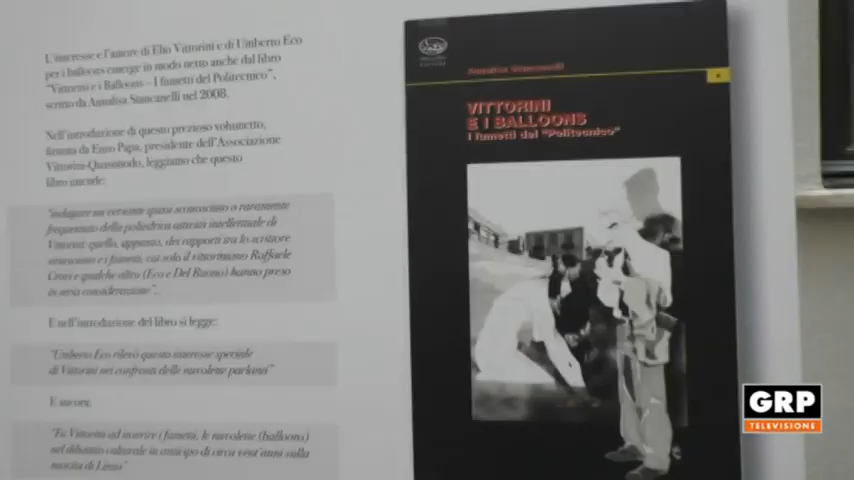 L'interesse e l'amore di Elio Vittorini e di Umberto Eco
per i balloons emerge in modo netto anche dal libro
"Vittorini e i Balloons – I fumetti del Politecnico",
scritto da Annalisa Stancanelli nel 2008.
Nell'introduzione di questo prezioso volumetto,
firmata da Enzo Papa, presidente dell'Associazione
Vittorini-Quasimodo, leggiamo che questo
libro intende:
"indagare un versante quasi sconosciuto o raramente
frequentato della poliedrica attività intellettuale di
Vittorini: quello, appunto, dei rapporti tra lo scrittore
siracusano e i fumetti, cui solo il vittoriniano Raffaele
Crovi e qualche altro (Eco e Del Buono) hanno preso
in seria considerazione"..
E nell'introduzione del libro si legge:
"Umberto Eco rilevò questo interesse speciale
di Vittorini nei confronti delle nuvolette parlanti"
E ancora:
"Fu Vittorini ad inserire i fumetti, le nuvolette (balloons)
nel dibattito culturale in anticipo di circa vent'anni sulla
nascita di Linus"
Annalisa Stancanelli
VITTORINI
E I BALLOONS
I fumetti del "Politecnico"
GRP
TELEVISIONE